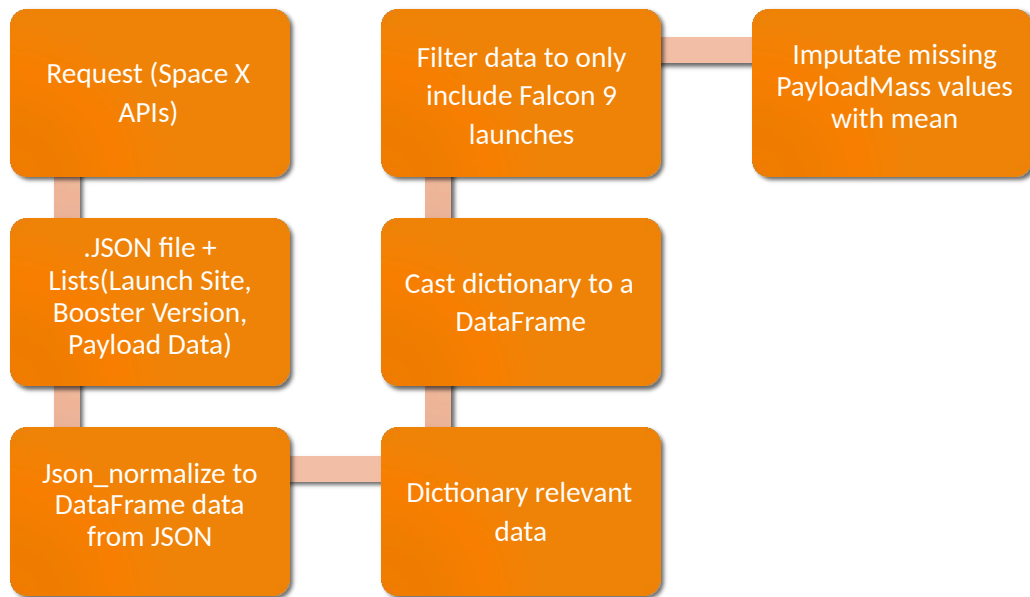 Request (Space X
APIs)
.JSON file +
Lists(Launch Site,
Booster Version,
Payload Data)
Json_normalize to
DataFrame data
from JSON
Dictionary relevant
data
Cast dictionary to a
DataFrame
Filter data to only
include Falcon 9
launches
Imputate missing
PayloadMass values
with mean